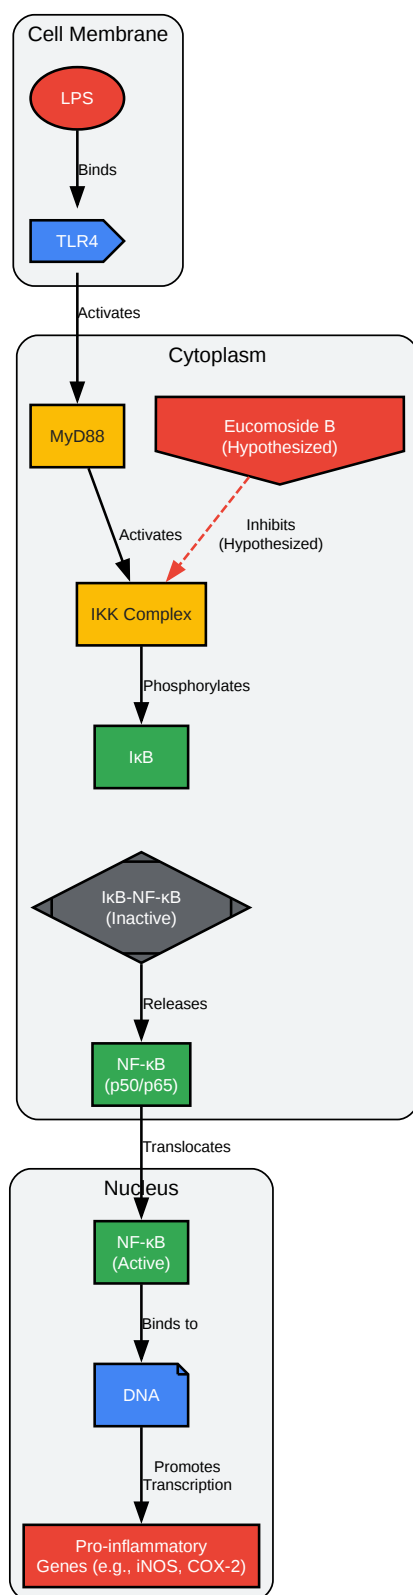 Cell Membrane
LPS
Binds
TLR4
Activates
Cytoplasm
MyD88
Eucomoside B
(Hypothesized)
Activates
Inhibits
(Hypothesized)
IKK Complex
Phosphorylates
IκB
IκB-NF-κB
(Inactive)
Releases
NF-κB
(p50/p65)
Translocates
Nucleus
NF-κB
(Active)
Binds to
DNA
Promotes
Transcription
Pro-inflammatory
Genes (e.g., iNOS, COX-2)